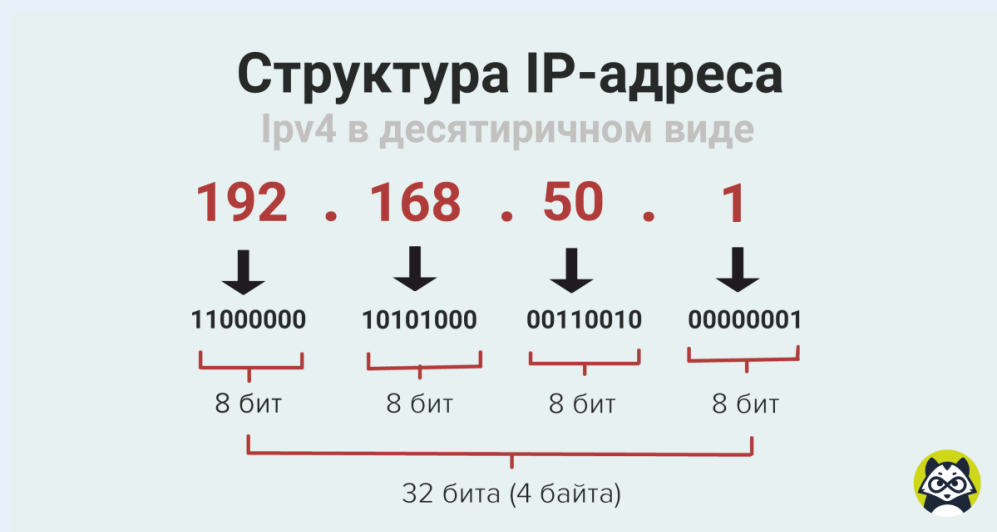 Структура IP-адреса
Ipv4 в десятиричном виде
192 . 168 . 50 . 1
11000000 10101000 00110010 00000001
8 бит 8 бит 8 бит 8 бит
32 бита (4 байта)